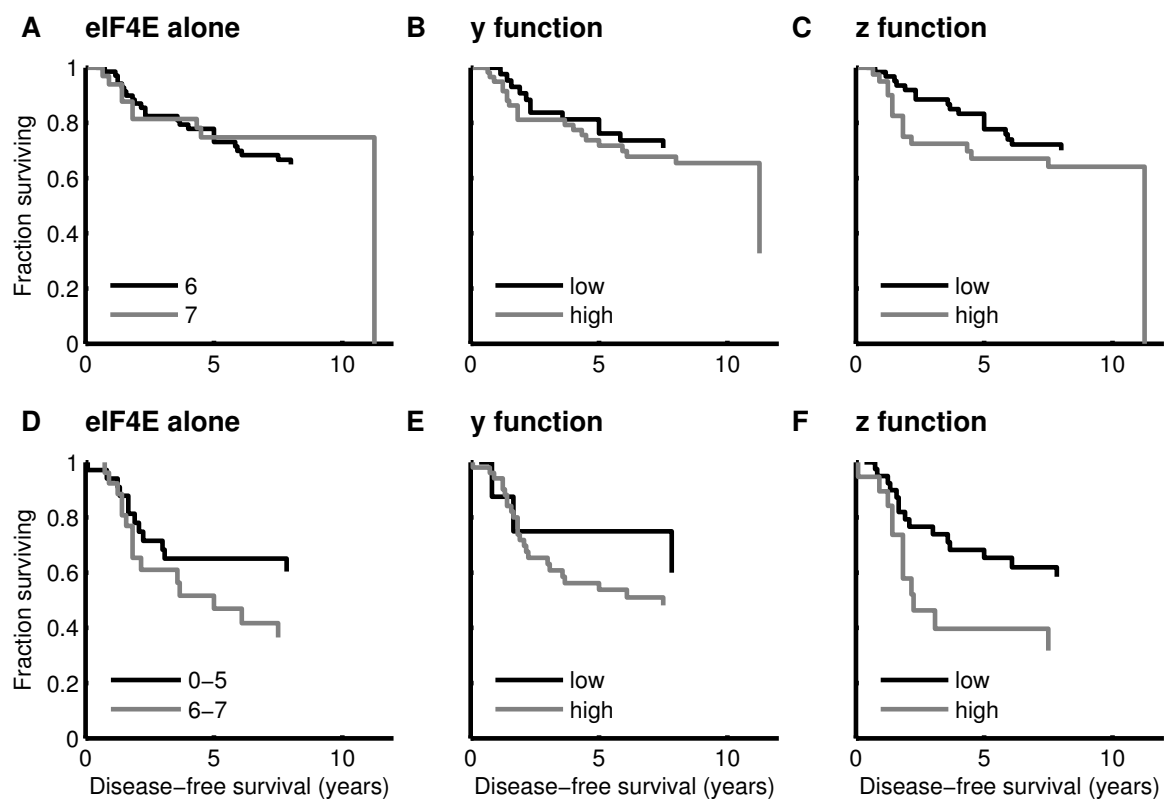 A eIF4E alone
B y function
C z function
Fraction surviving
1
0.8
0.6
0.4
0.2
0
6
7
0 5 10
low
high
0 5 10
low
high
0 5 10
D eIF4E alone
E y function
F z function
Fraction surviving
1
0.8
0.6
0.4
0.2
0
0−5
6−7
0 5 10
Disease−free survival (years)
low
high
0 5 10
Disease−free survival (years)
low
high
0 5 10
Disease−free survival (years)